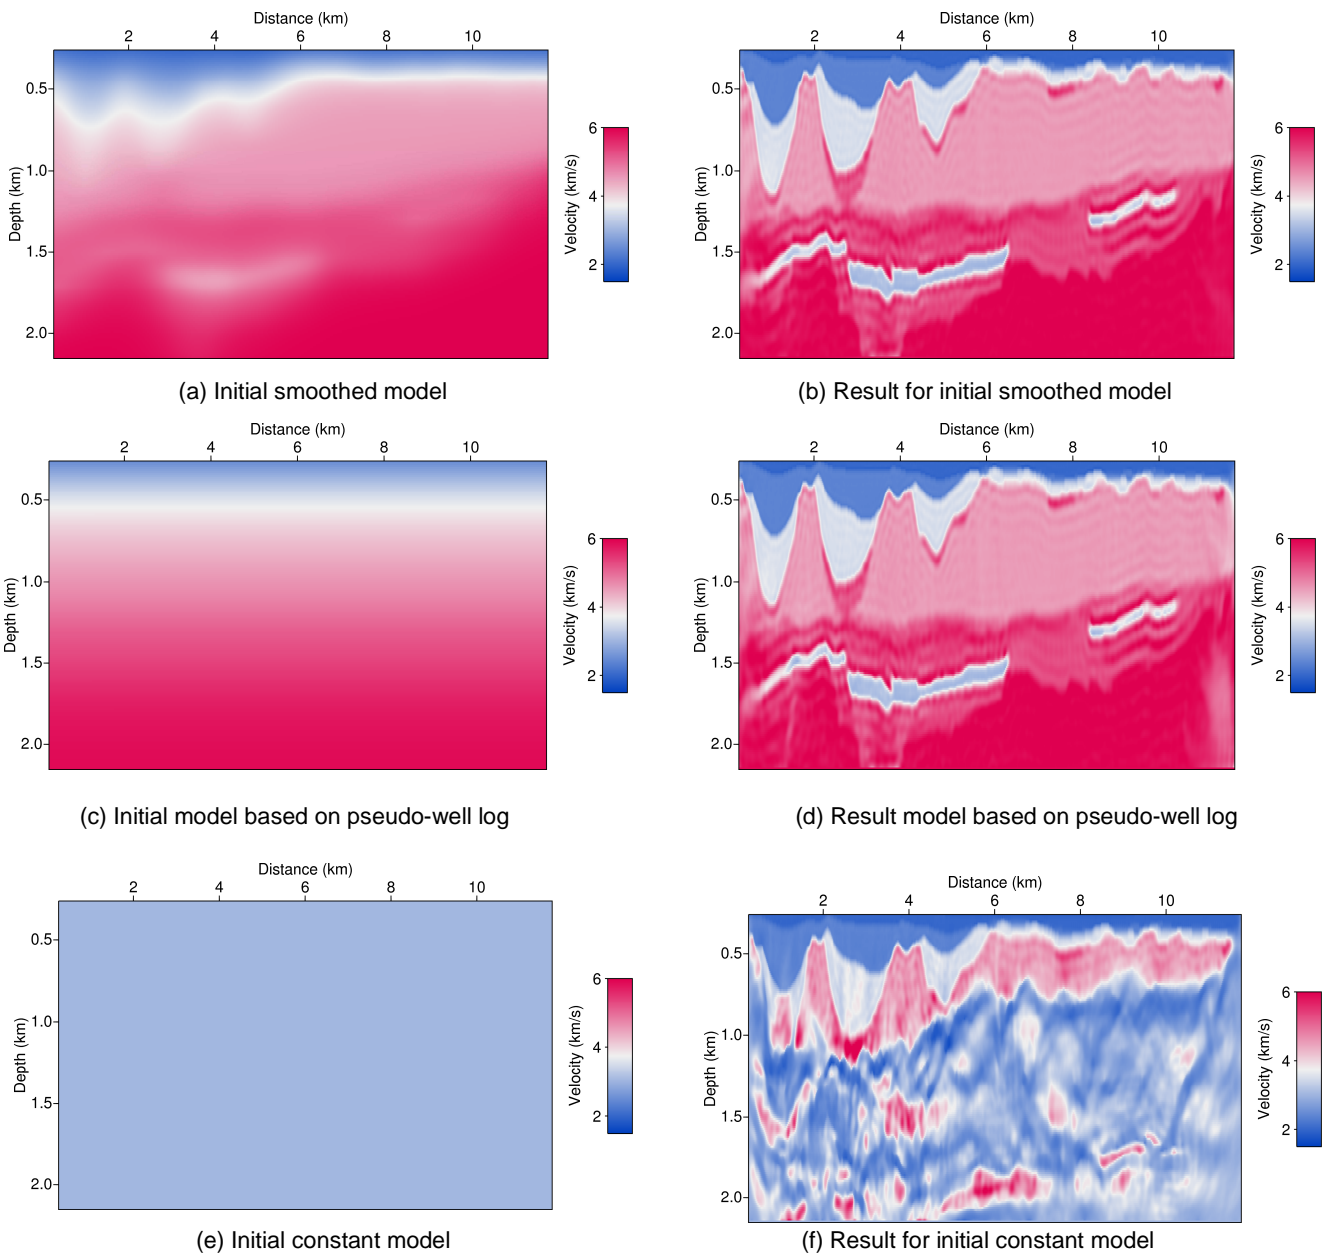 Distance (km)
2 4 6 8 10
0.5
1.0
1.5
2.0
Depth (km)
6
4
2
Velocity (km/s)
(a) Initial smoothed model
Distance (km)
2 4 6 8 10
0.5
1.0
1.5
2.0
Depth (km)
6
4
2
Velocity (km/s)
(b) Result for initial smoothed model
Distance (km)
2 4 6 8 10
0.5
1.0
1.5
2.0
Depth (km)
6
4
2
Velocity (km/s)
(c) Initial model based on pseudo-well log
Distance (km)
2 4 6 8 10
0.5
1.0
1.5
2.0
Depth (km)
6
4
2
Velocity (km/s)
(d) Result model based on pseudo-well log
Distance (km)
2 4 6 8 10
0.5
1.0
1.5
2.0
Depth (km)
6
4
2
Velocity (km/s)
(e) Initial constant model
Distance (km)
2 4 6 8 10
0.5
1.0
1.5
2.0
Depth (km)
6
4
2
Velocity (km/s)
(f) Result for initial constant model